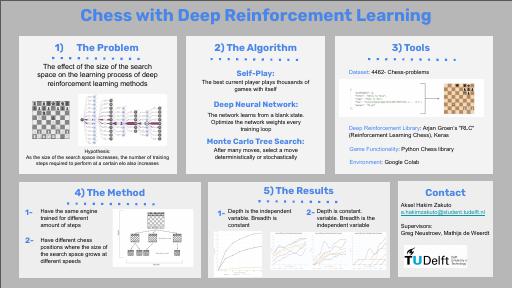 Chess with Deep Reinforcement Learning
1) The Problem
The effect of the size of the search
space on the learning process of deep
reinforcement learning methods
Hypothesis:
As the size of the search space increases, the number of training
steps required to perform at a certain elo also increases
2) The Algorithm
Self-Play:
The best current player plays thousands of
games with itself
Deep Neural Network:
The network learns from a blank state.
Optimize the network weights every
training loop
Monte Carlo Tree Search:
After many moves, select a move
deterministically or stochastically
3) Tools
Dataset: 4462- Chess-problems
Deep Reinforcement Library: Arjan Groen's "RLC"
(Reinforcement Learning Chess), Keras
Game Functionality: Python Chess library
Environment: Google Colab
4) The Method
1- Have the same engine
trained for different
amount of steps
2- Have different chess
positions where the size of
the search space grows at
different speeds
5) The Results
1- Depth is the independent
variable. Breadth is
constant
2- Depth is constant
variable. Breadth is the
independent variable
Contact
Aksel Hakim Zakuto
a.hakimzakuto@student.tudelft.nl
Supervisors:
Greg Neustroev, Mathijs de Weerdt
TUDelft